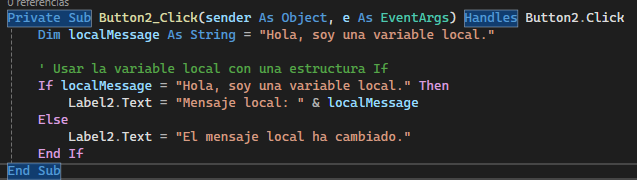 0 referencias
Private Sub Button2_Click(sender As Object, e As EventArgs) Handles Button2.Click
Dim localMessage As String = "Hola, soy una variable local."
' Usar la variable local con una estructura If
If localMessage = "Hola, soy una variable local." Then
Label2.Text = "Mensaje local: " & localMessage
Else
Label2.Text = "El mensaje local ha cambiado."
End If
End Sub